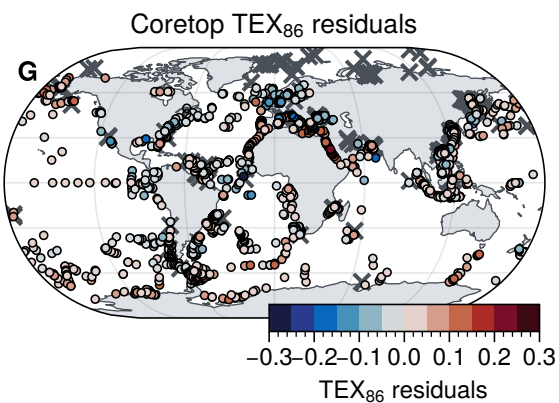 Coretop TEX₈₆ residuals
G
−0.3 −0.2 −0.1 0.0 0.1 0.2 0.3
TEX₈₆ residuals